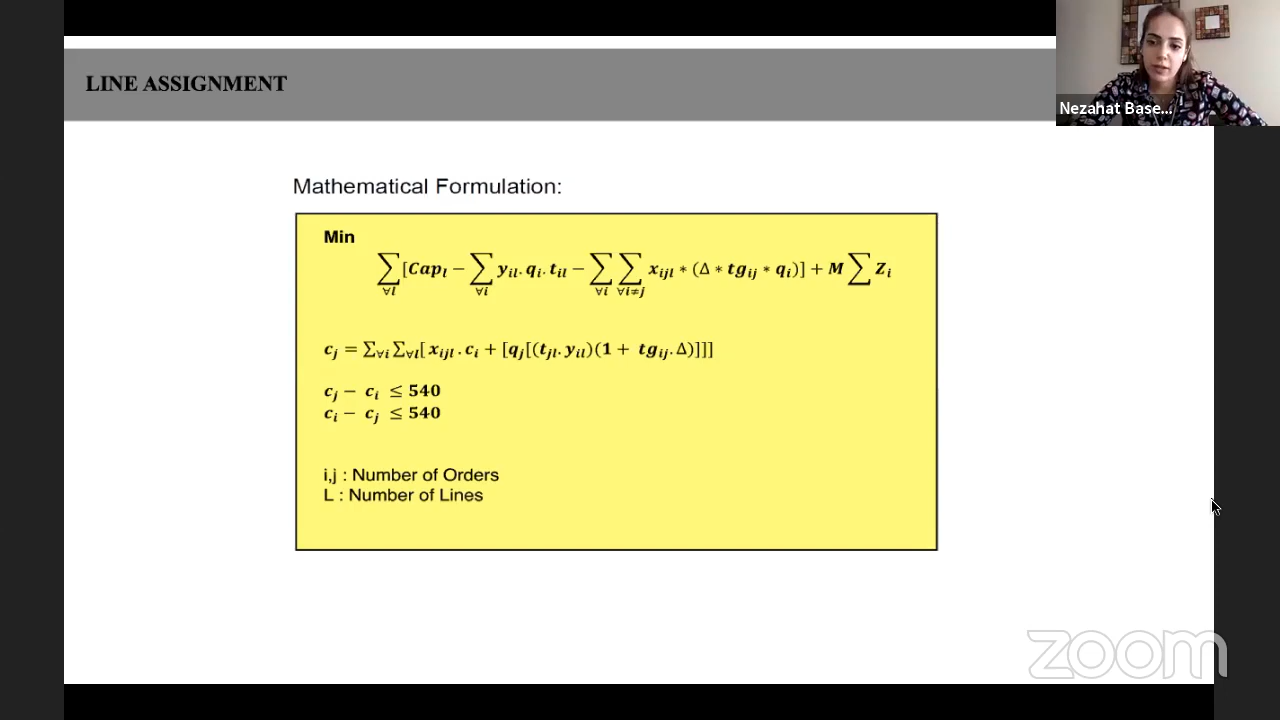 LINE ASSIGNMENT
Nezahat Base...
Mathematical Formulation:
Min
∑∀l [Cap_l − ∑∀i y_il . q_i . t_il − ∑∀i ∑∀i≠j x_ijl ∗ (Δ ∗ tg_ij ∗ q_i)] + M ∑ Z_i
c_j = ∑∀i ∑∀l[ x_ijl . c_i + [q_j[(t_jl . y_il)(1 + tg_ij . Δ)]]]
c_j − c_i ≤ 540
c_i − c_j ≤ 540
i,j : Number of Orders
L : Number of Lines
zoom